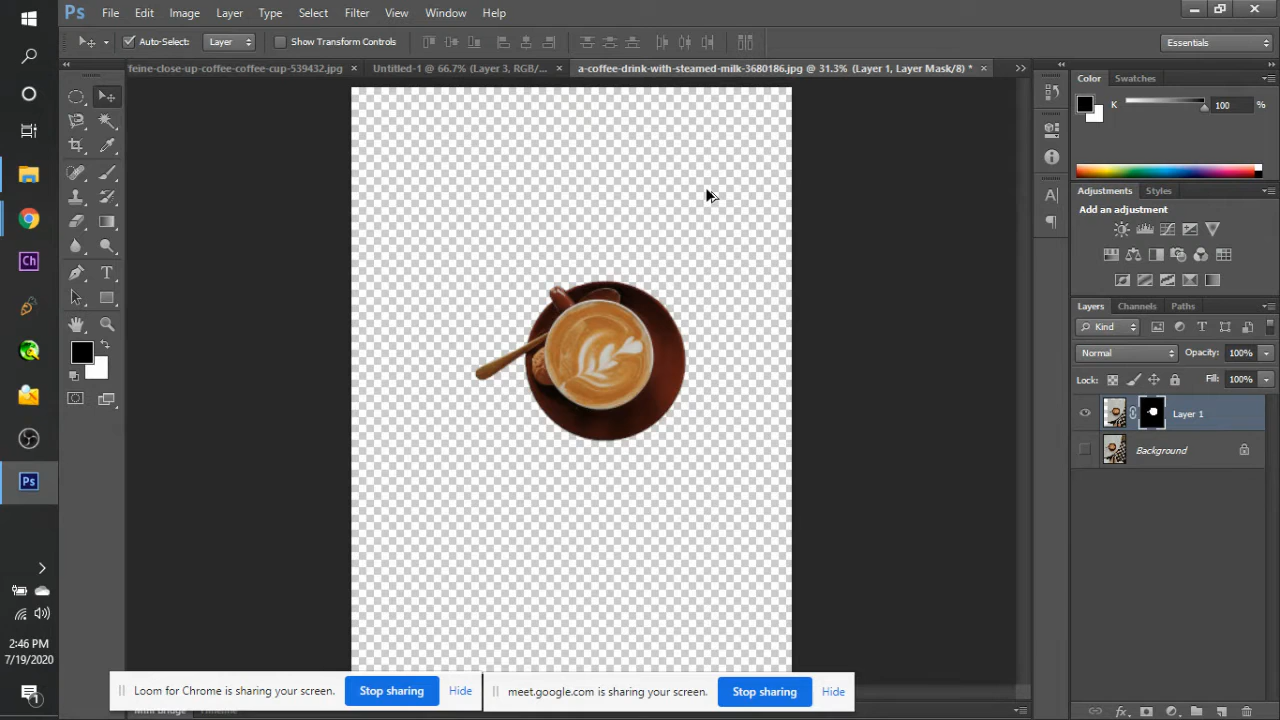 Ps File Edit Image Layer Type Select Filter View Window Help
Auto-Select: Layer Show Transform Controls Essentials
feine-close-up-coffee-coffee-cup-539432.jpg × Untitled-1 @ 66.7% (Layer 3, RGB/... × a-coffee-drink-with-steamed-milk-3680186.jpg @ 31.3% (Layer 1, Layer Mask/8) * ×
Color Swatches
K 100 %
Adjustments Styles
Add an adjustment
Layers Channels Paths
Kind
Normal Opacity: 100%
Lock: Fill: 100%
Layer 1
Background
Ch
Ps
2:46 PM
7/19/2020
1
Loom for Chrome is sharing your screen. Stop sharing Hide
meet.google.com is sharing your screen. Stop sharing Hide